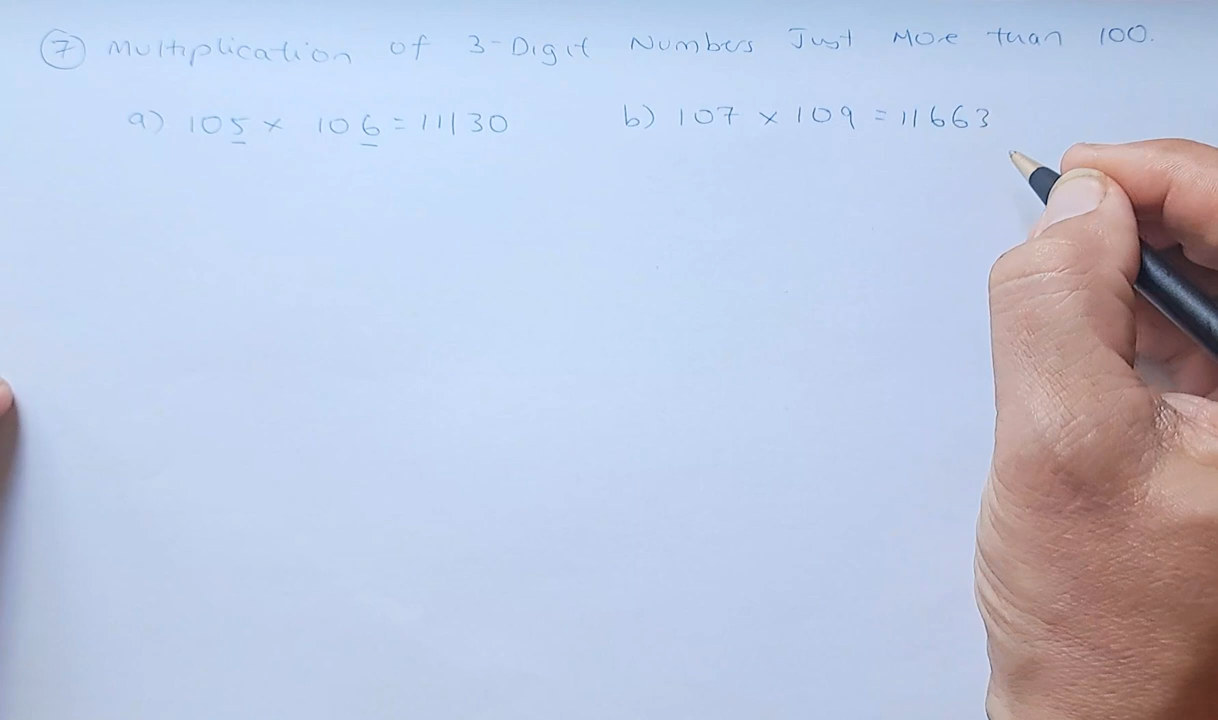 7 Multiplication of 3-Digit Numbers Just More than 100.
a) 105 × 106 = 11130 b) 107 × 109 = 11663